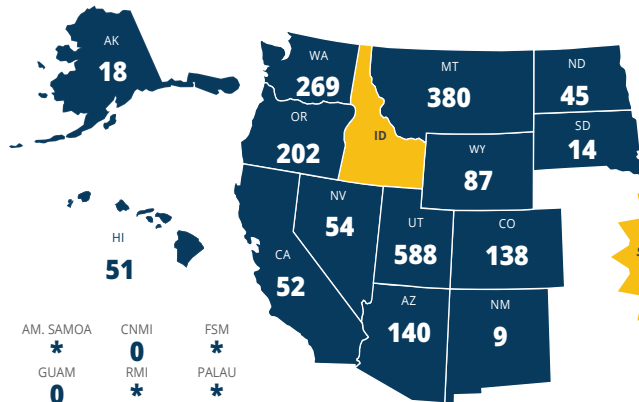 AK
18
WA
269
MT
380
ND
45
OR
202
ID
SD
14
WY
87
NV
54
UT
588
CO
138
HI
51
CA
52
AZ
140
NM
9
AM. SAMOA CNMI FSM
* 0 *
GUAM RMI PALAU
0 * *